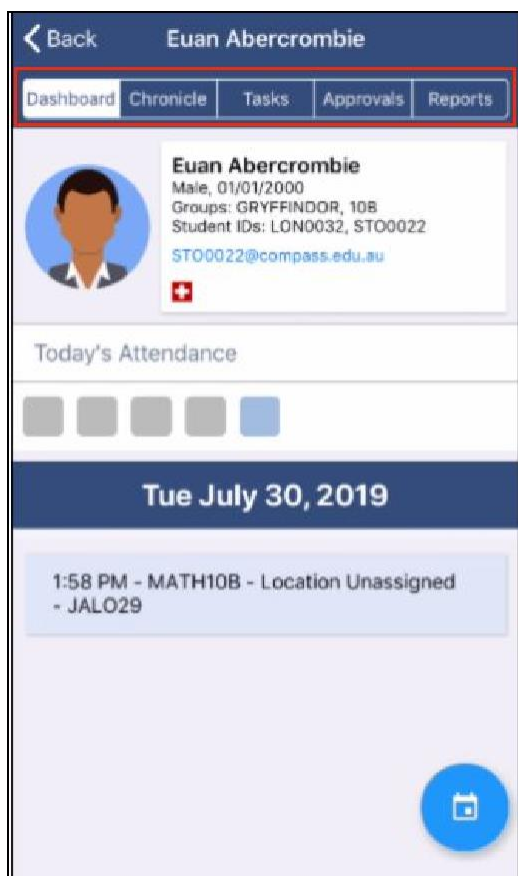 Back
Euan Abercrombie
Dashboard
Chronicle
Tasks
Approvals
Reports
Euan Abercrombie
Male, 01/01/2000
Groups: GRYFFINDOR, 10B
Student IDs: LON0032, STO0022
STO0022@compass.edu.au
Today's Attendance
Tue July 30, 2019
1:58 PM - MATH10B - Location Unassigned
- JALO29